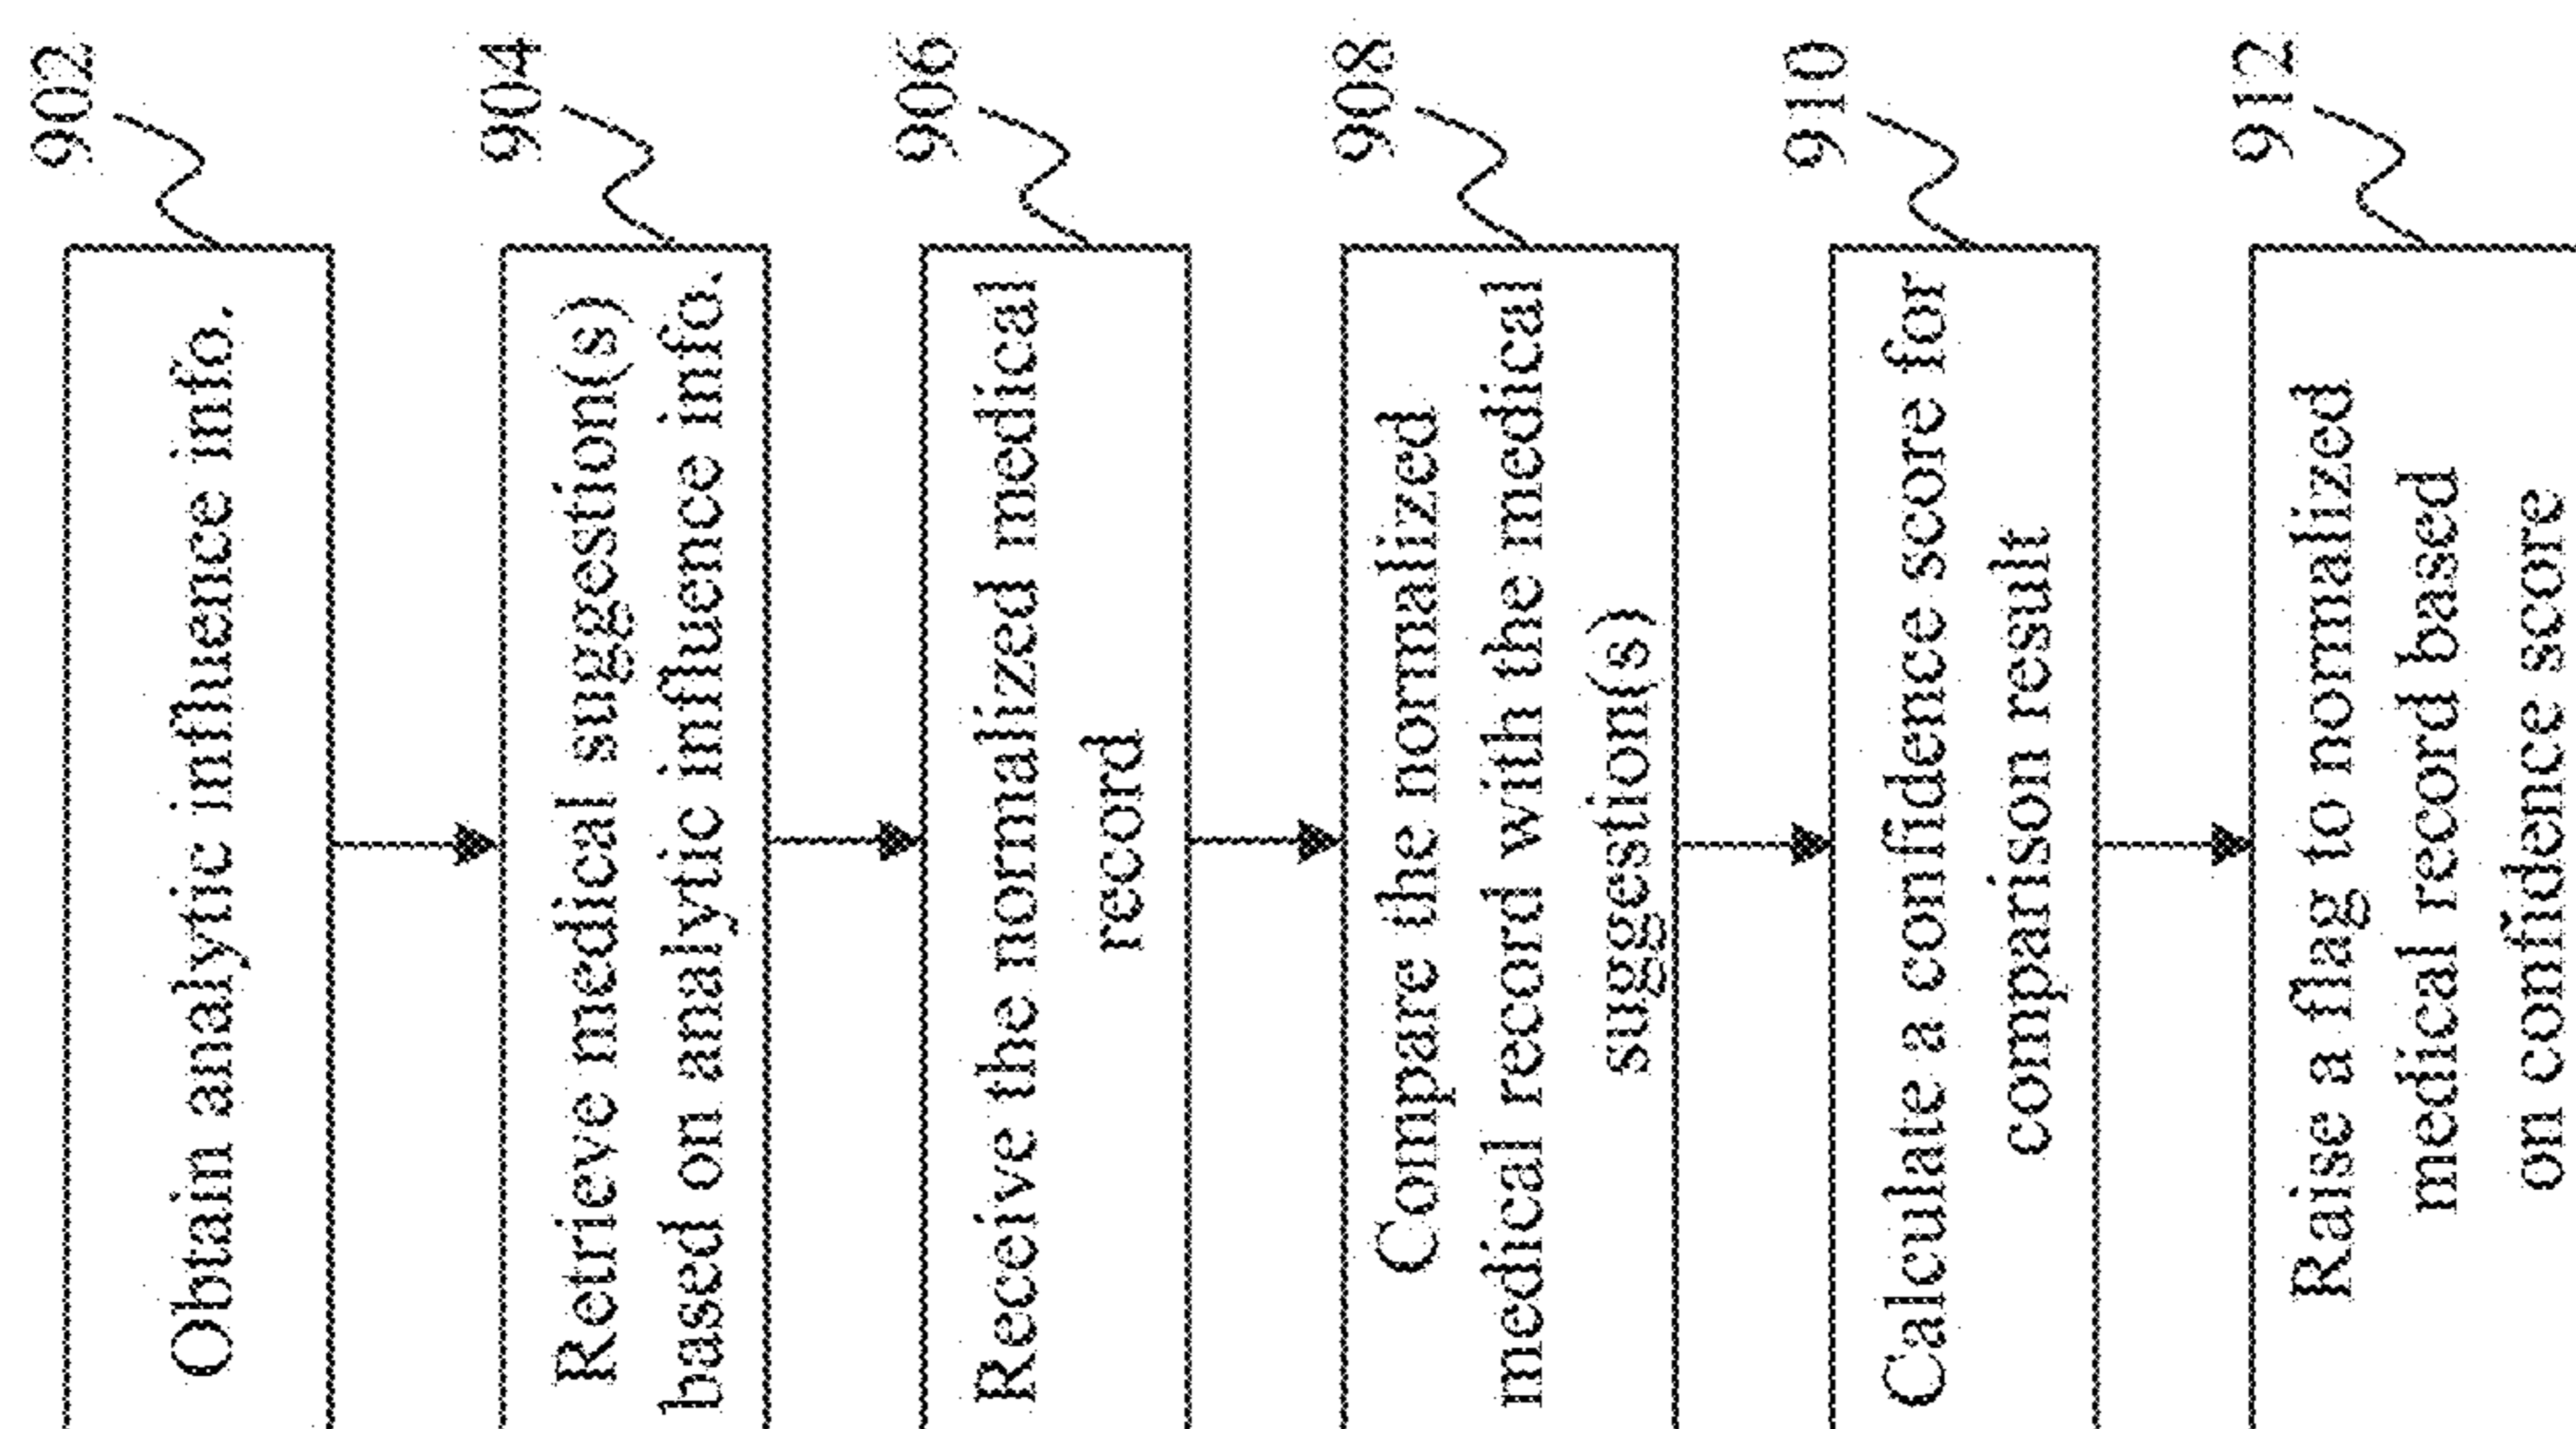 902
Obtain analytic influence info.
904
Retrieve medical suggestion(s)
based on analytic influence info.
906
Receive the normalized medical
record
908
Compare the normalized
medical record with the medical
suggestion(s)
910
Calculate a confidence score for
comparison result
912
Raise a flag to normalized
medical record based
on confidence score